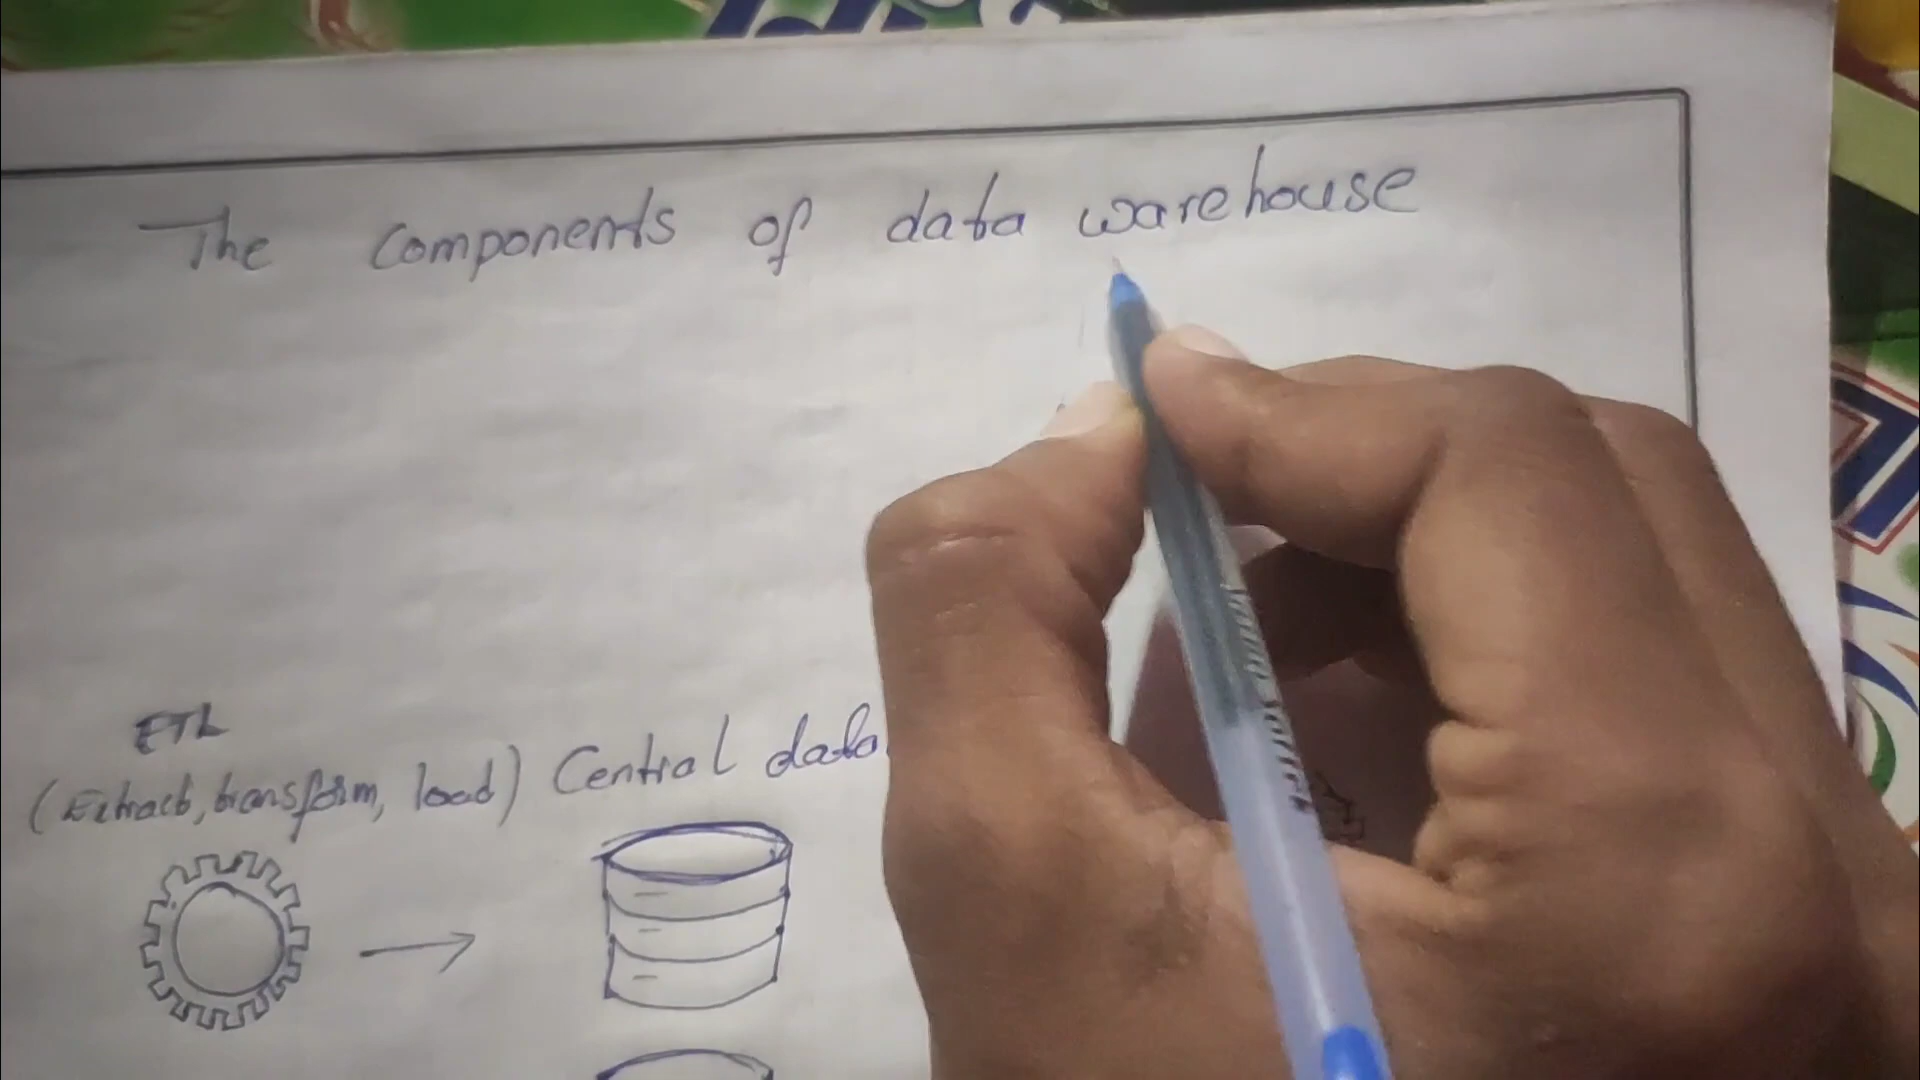 The components of data warehouse
ETL
(Extract, transform, load) Central data